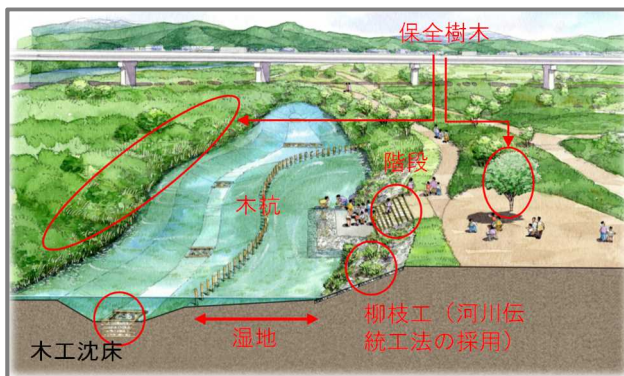 保全樹木
階段
木杭
柳枝工（河川伝
統工法の採用）
湿地
木工沈床